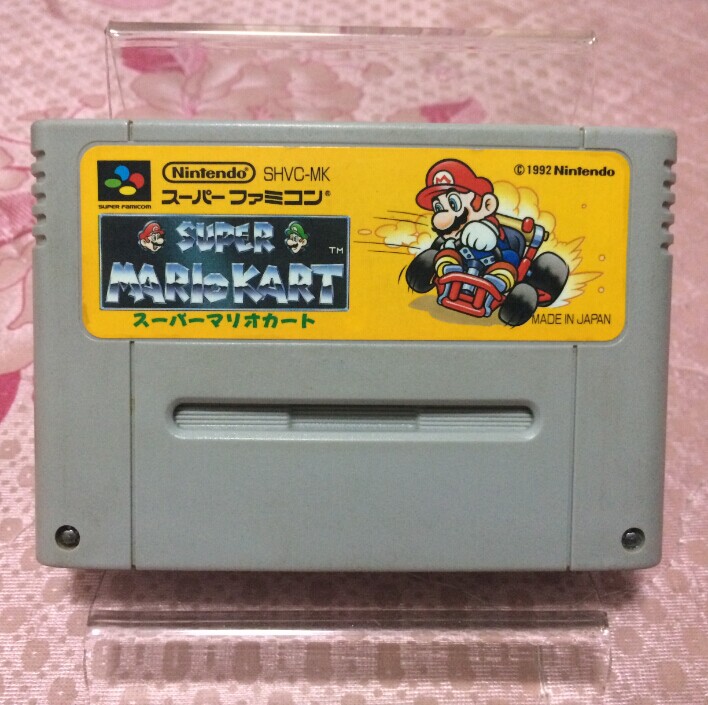 Nintendo® SHVC-MK
© 1992 Nintendo
スーパーファミコン®
SUPER FAMICOM
SUPER
MARIO KART TM
スーパーマリオカート
MADE IN JAPAN